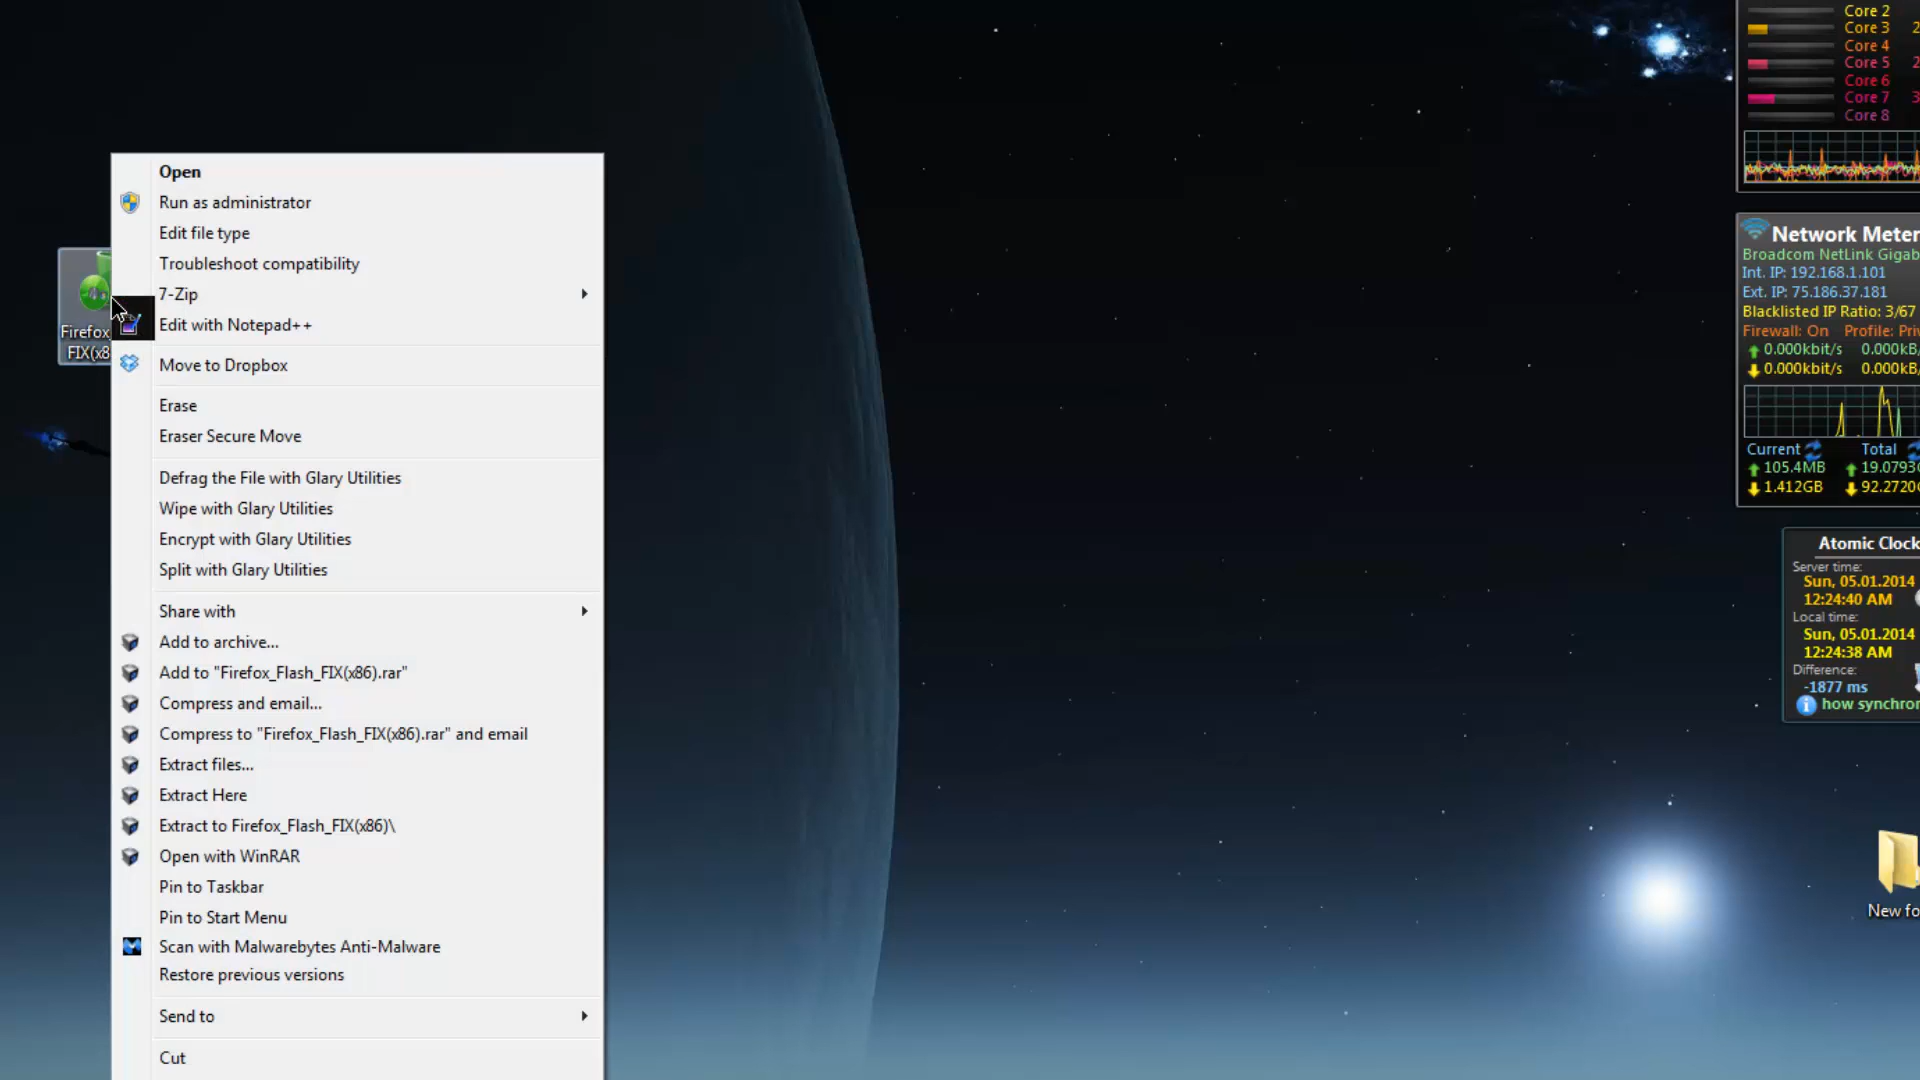 Open
Run as administrator
Edit file type
Troubleshoot compatibility
7-Zip
Edit with Notepad++
Move to Dropbox
Erase
Eraser Secure Move
Defrag the File with Glary Utilities
Wipe with Glary Utilities
Encrypt with Glary Utilities
Split with Glary Utilities
Share with
Add to archive...
Add to "Firefox_Flash_FIX(x86).rar"
Compress and email...
Compress to "Firefox_Flash_FIX(x86).rar" and email
Extract files...
Extract Here
Extract to Firefox_Flash_FIX(x86)\
Open with WinRAR
Pin to Taskbar
Pin to Start Menu
Scan with Malwarebytes Anti-Malware
Restore previous versions
Send to
Cut
Firefox
FIX(x8
Core 2
Core 3 2
Core 4
Core 5 2
Core 6
Core 7 3
Core 8
Network Meter
Broadcom NetLink Gigab
Int. IP: 192.168.1.101
Ext. IP: 75.186.37.181
Blacklisted IP Ratio: 3/67
Firewall: On Profile: Priv
0.000kbit/s 0.000kB/
0.000kbit/s 0.000kB/
Current Total
105.4MB 19.0793G
1.412GB 92.2720G
Atomic Clock
Server time:
Sun, 05.01.2014
12:24:40 AM
Local time:
Sun, 05.01.2014
12:24:38 AM
Difference:
-1877 ms
how synchron
New fo